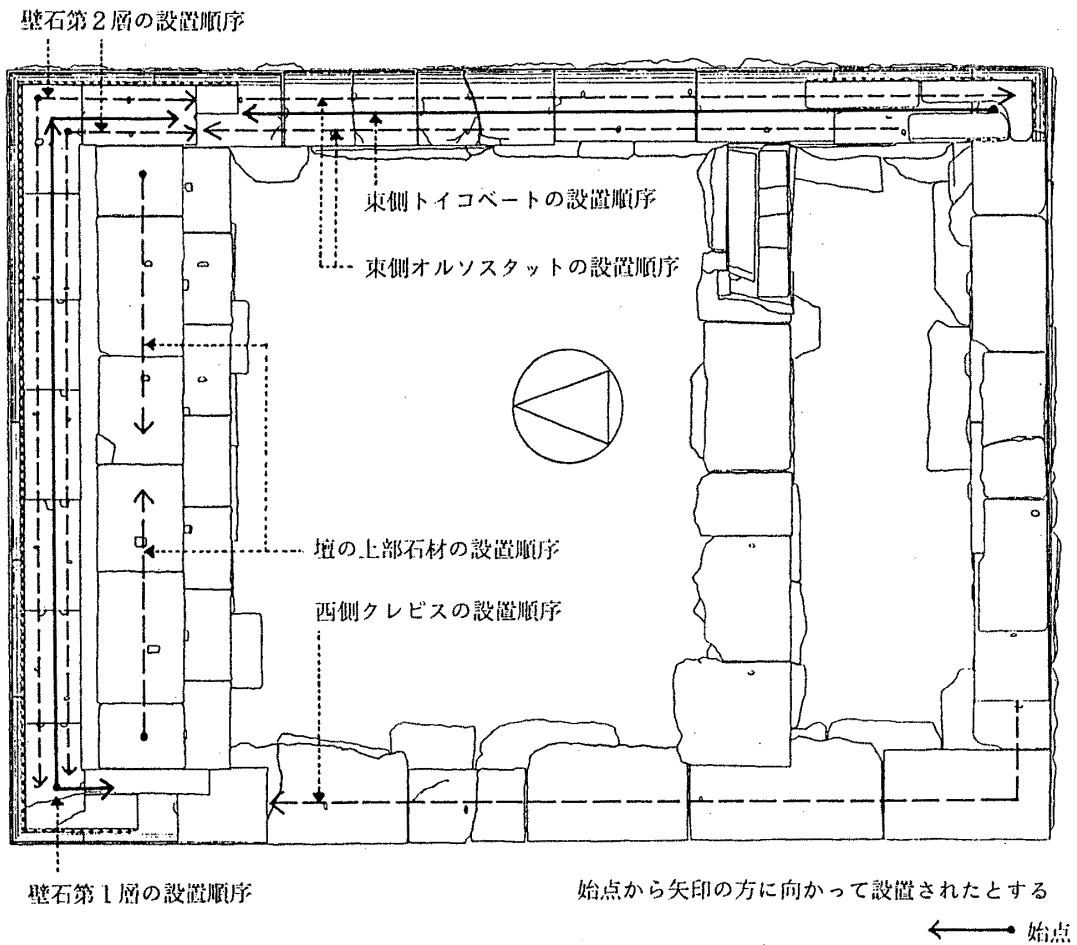 壁石第2層の設置順序
東側トイコベートの設置順序
東側オルソスタットの設置順序
壇の上部石材の設置順序
西側クレピスの設置順序
壁石第1層の設置順序
始点から矢印の方に向かって設置されたとする
始点